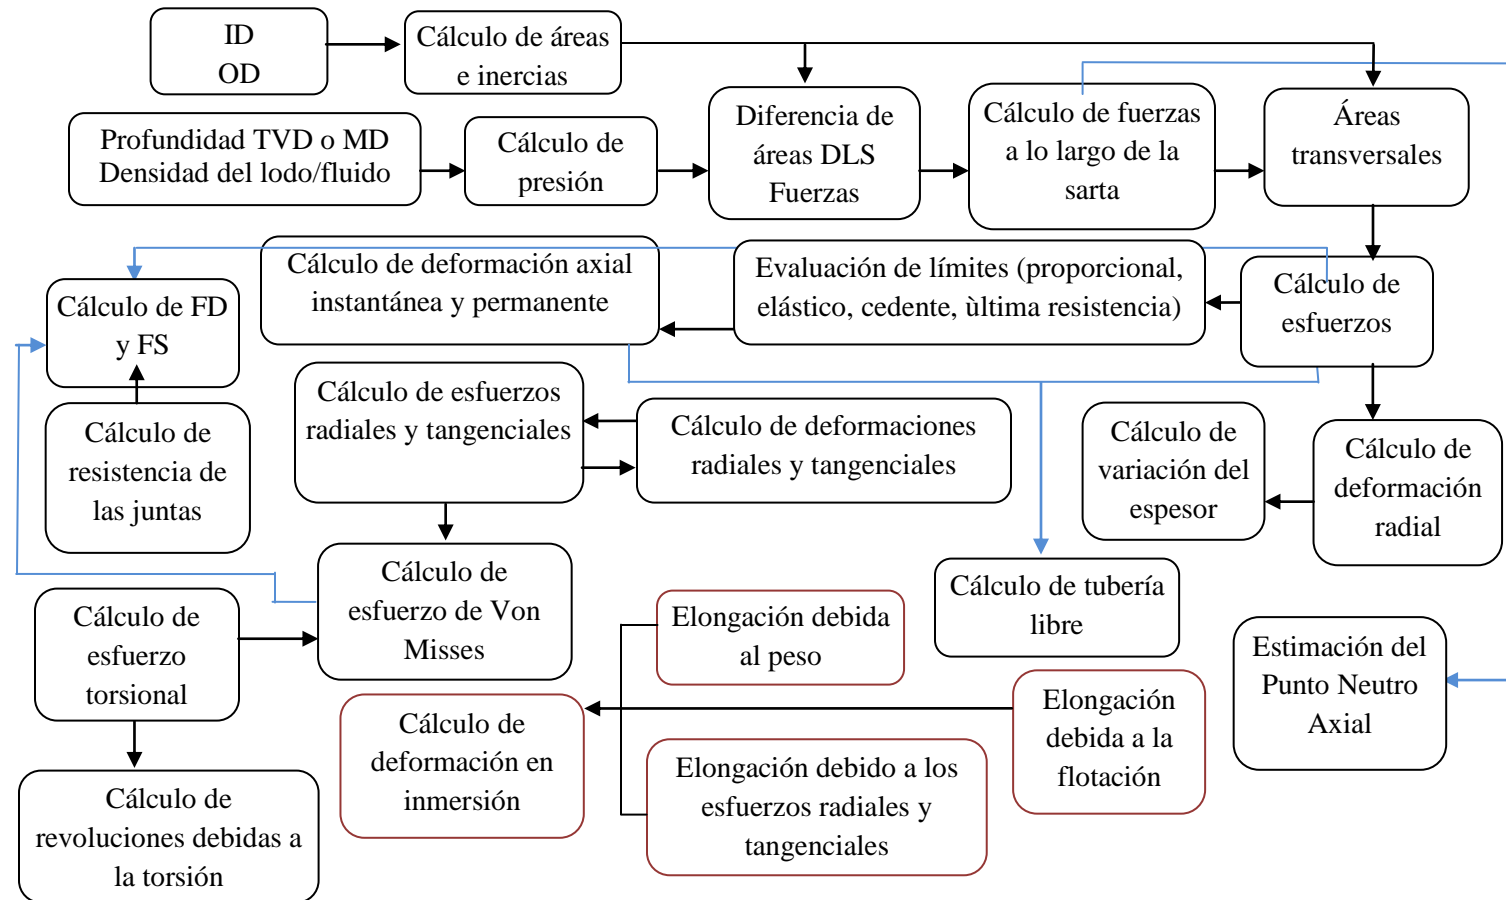 ID
OD
Cálculo de áreas
e inercias
Profundidad TVD o MD
Densidad del lodo/fluido
Cálculo de
presión
Diferencia de
áreas DLS
Fuerzas
Cálculo de fuerzas
a lo largo de la
sarta
Áreas
transversales
Cálculo de FD
y FS
Cálculo de deformación axial
instantánea y permanente
Evaluación de límites (proporcional,
elástico, cedente, ùltima resistencia)
Cálculo de
esfuerzos
Cálculo de
resistencia de
las juntas
Cálculo de esfuerzos
radiales y tangenciales
Cálculo de deformaciones
radiales y tangenciales
Cálculo de
variación del
espesor
Cálculo de
deformación
radial
Cálculo de
esfuerzo
torsional
Cálculo de
esfuerzo de Von
Misses
Elongación debida
al peso
Cálculo de tubería
libre
Estimación del
Punto Neutro
Axial
Cálculo de
deformación en
inmersión
Elongación
debida a la
flotación
Elongación debido a los
esfuerzos radiales y
tangenciales
Cálculo de
revoluciones debidas a
la torsión